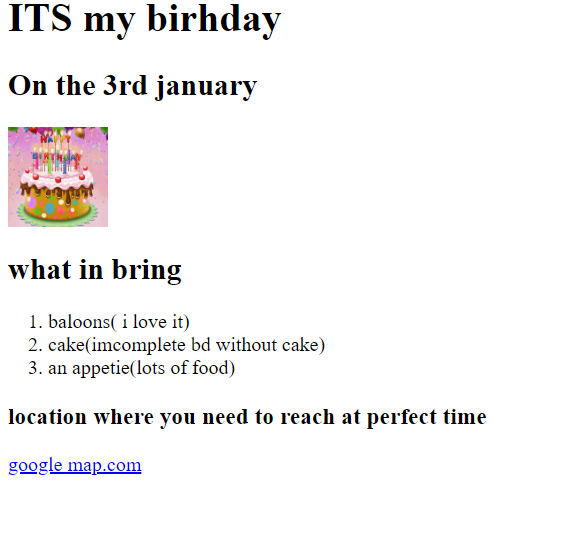 ITS my birhday
On the 3rd january
HAPPY
BIRTHDAY
what in bring
1. baloons( i love it)
2. cake(imcomplete bd without cake)
3. an appetie(lots of food)
location where you need to reach at perfect time
google map.com